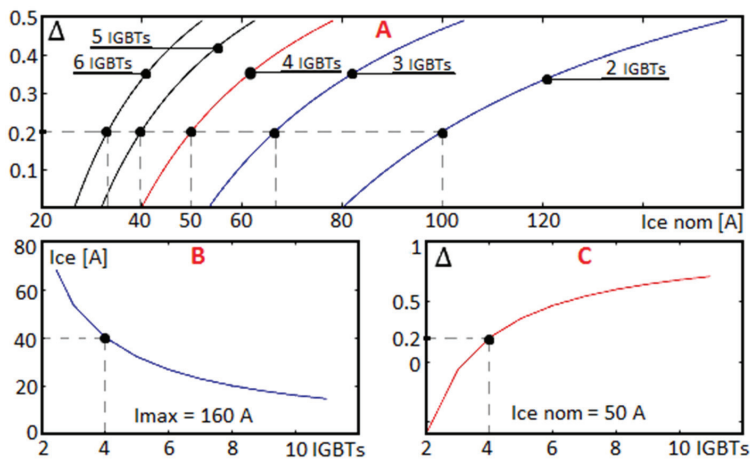 0.5 Δ A
5 IGBTs
0.4
6 IGBTs 4 IGBTs 3 IGBTs 2 IGBTs
0.3
0.2
0.1
20 40 50 60 80 100 120 Ice nom [A]
80 Ice [A] B
60
40
20
0
Imax = 160 A
2 4 6 8 10 IGBTs
1 Δ C
0.5
0.2
0
Ice nom = 50 A
2 4 6 8 10 IGBTs